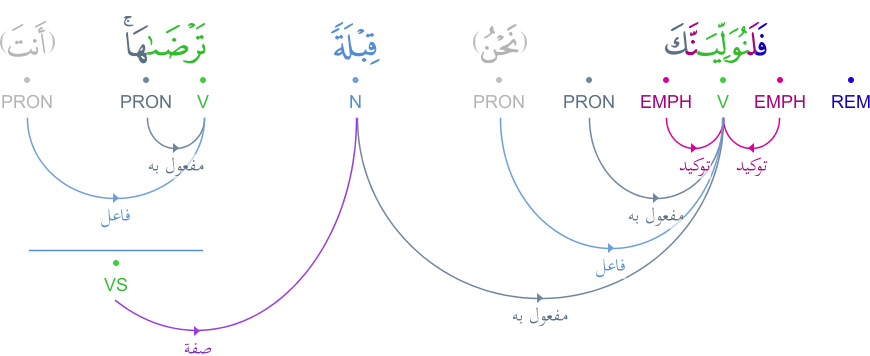 فَلَنُوَلِّيَنَّكَ (نَحْنُ) قِبْلَةً تَرْضَىٰهَا ۚ (أَنتَ)
REM EMPH V EMPH PRON PRON N V PRON PRON
توكيد توكيد مفعول به
مفعول به فاعل
فاعل
VS
مفعول به
صفة